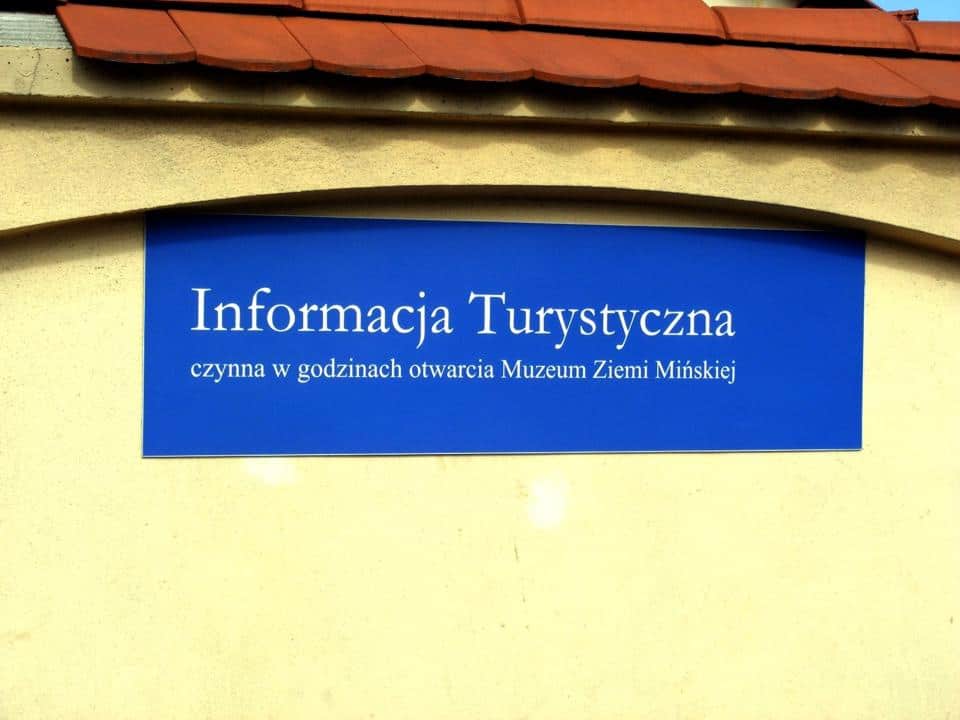 Informacja Turystyczna
czynna w godzinach otwarcia Muzeum Ziemi Mińskiej